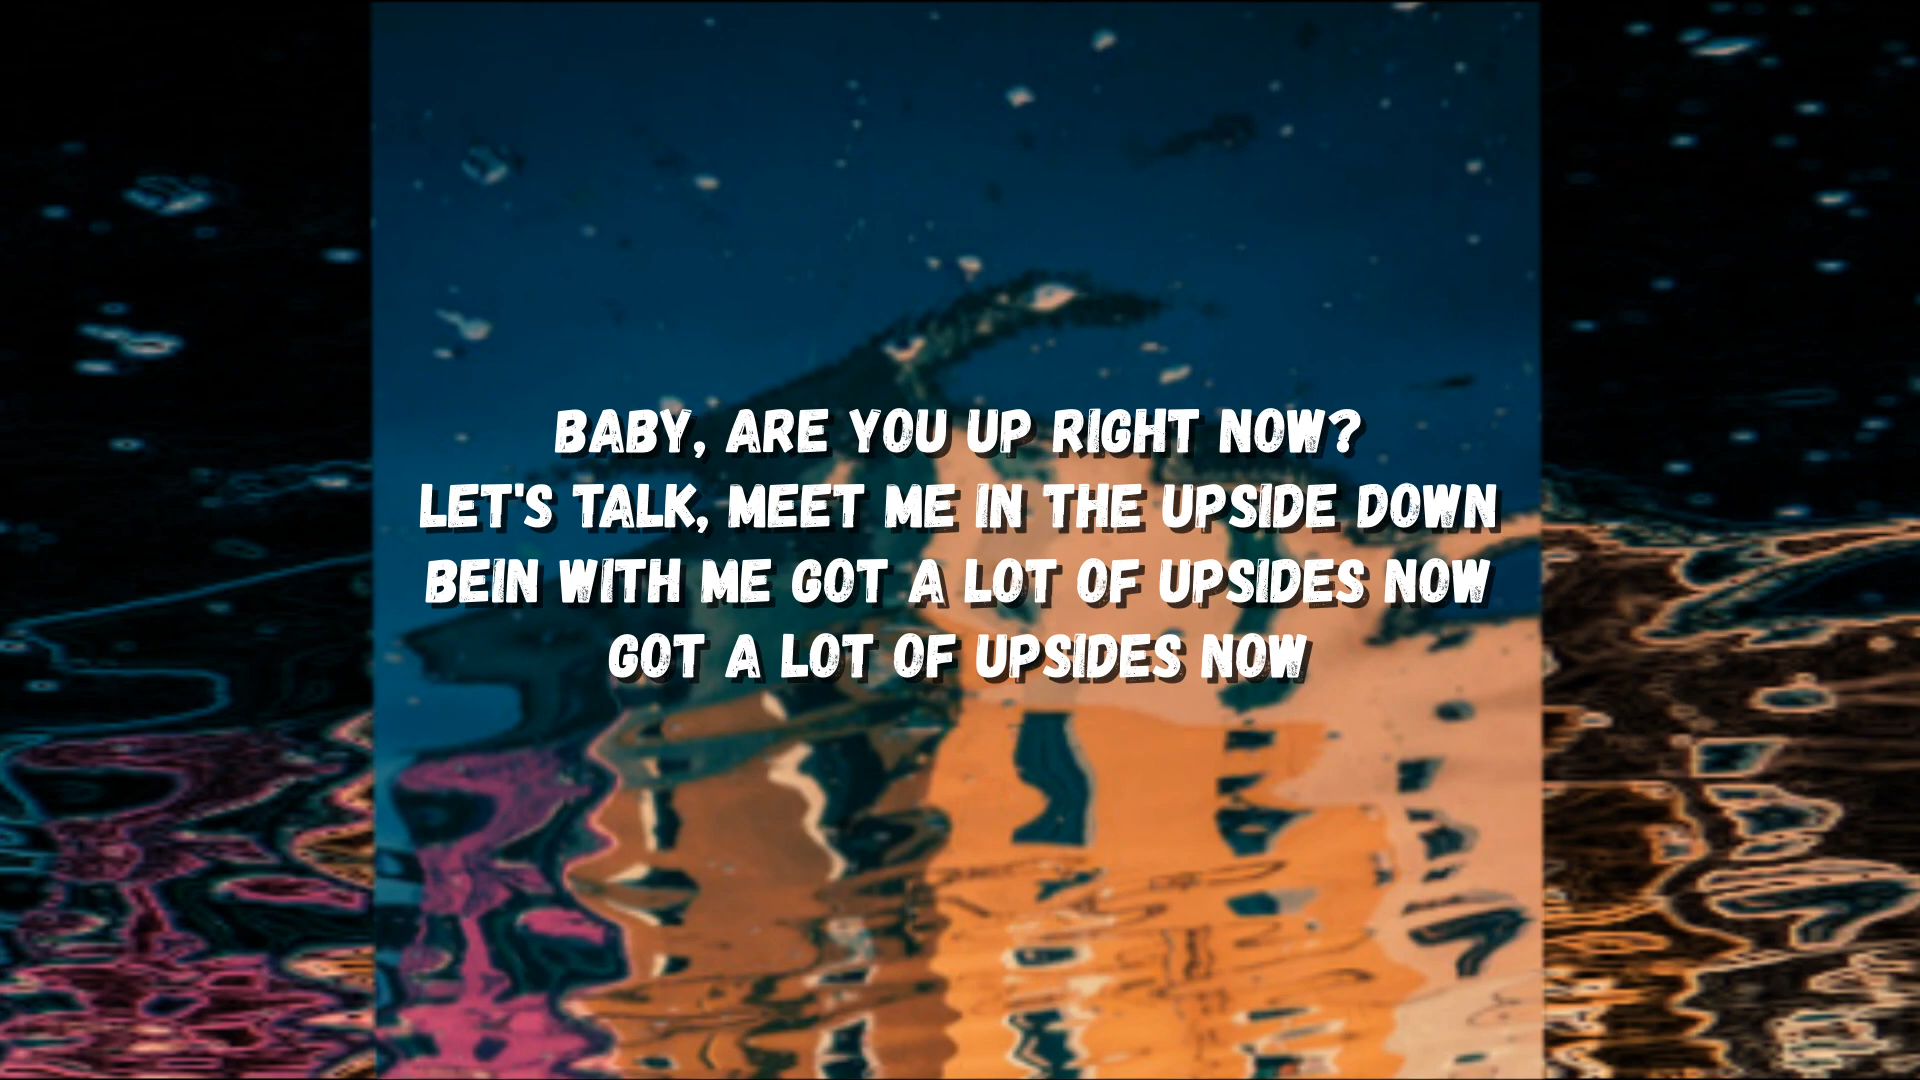 BABY, ARE YOU UP RIGHT NOW?
LET'S TALK, MEET ME IN THE UPSIDE DOWN
BEIN WITH ME GOT A LOT OF UPSIDES NOW
GOT A LOT OF UPSIDES NOW